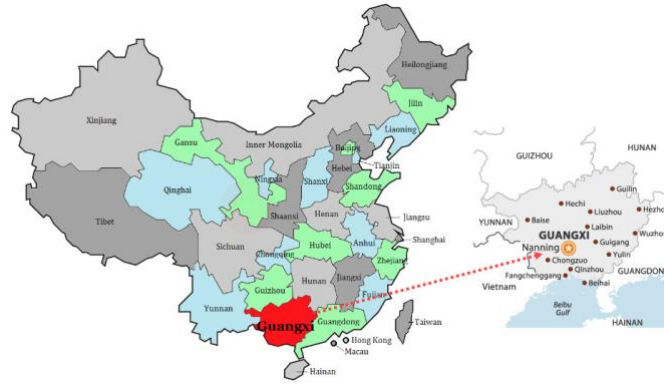 Heilongjiang
Jilin
Xinjiang
Liaoning
Gansu
Inner Mongolia
Beijing
Tianjin
Hebei
Ningxia
Shanxi
Qinghai
Shandong
Shaanxi
Henan
Jiangsu
Tibet
Sichuan
Hubei
Anhui
Shanghai
Chongqing
Zhejiang
Hunan
Jiangxi
Guizhou
Fujian
Yunnan
Guangxi
Guangdong
Taiwan
Hong Kong
Macau
Hainan
GUIZHOU
HUNAN
Guilin
Hechi
Hezho
YUNNAN
Liuzhou
Baise
Laibin
GUANGXI
Wuzho
Nanning
Guigang
Chongzuo
Yulin
Qinzhou
Fangchenggang
GUANGDON
Vietnam
Beihai
Beibu
Gulf
HAINAN